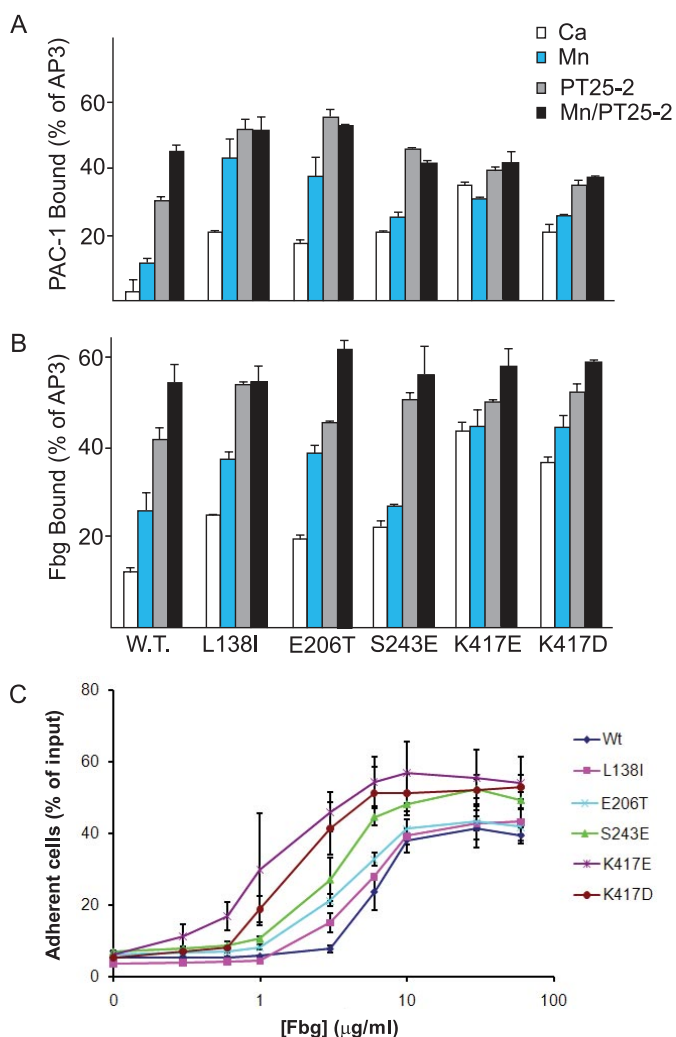 A
Ca
Mn
PT25-2
Mn/PT25-2
PAC-1 Bound (% of AP3)
60
40
20
B
Fbg Bound (% of AP3)
60
40
20
W.T. L138I E206T S243E K417E K417D
C
Adherent cells (% of input)
80
60
40
20
0
0 1 10 100
[Fbg] (μg/ml)
Wt
L138I
E206T
S243E
K417E
K417D